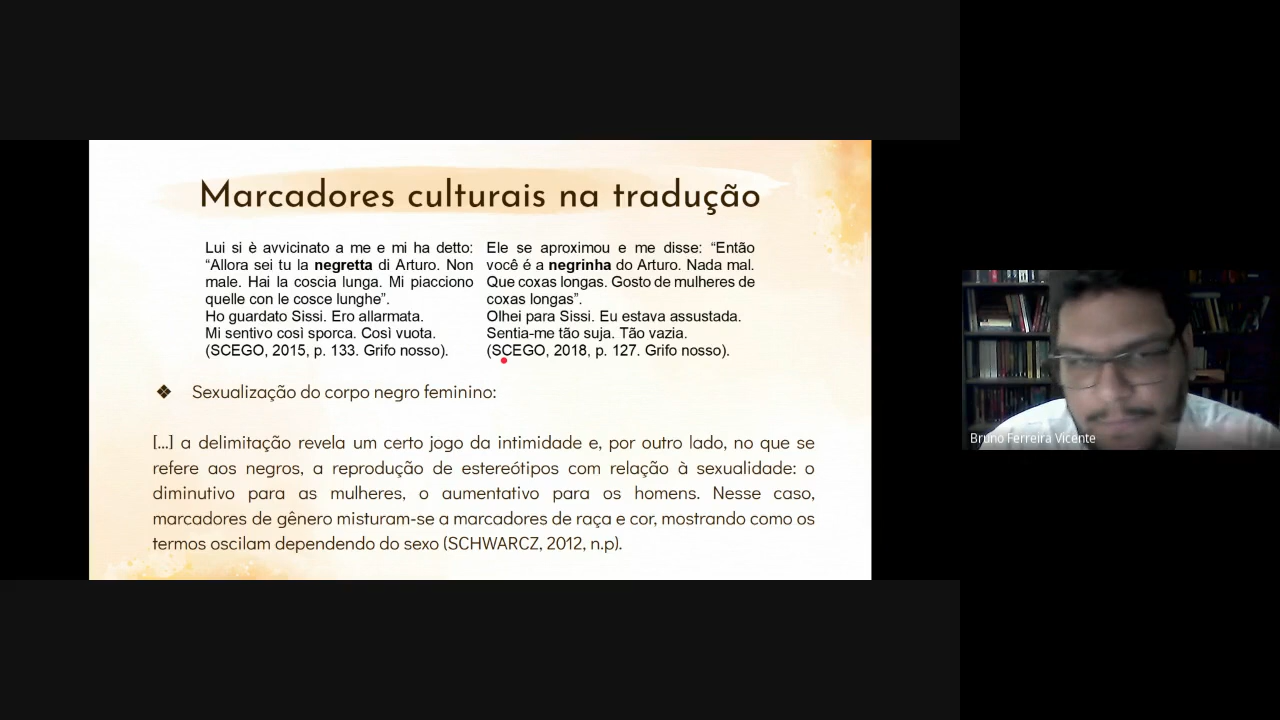 Marcadores culturais na tradução
Lui si è avvicinato a me e mi ha detto:
“Allora sei tu la negretta di Arturo. Non
male. Hai la coscia lunga. Mi piacciono
quelle con le cosce lunghe”.
Ho guardato Sissi. Ero allarmata.
Mi sentivo così sporca. Così vuota.
(SCEGO, 2015, p. 133. Grifo nosso).
Ele se aproximou e me disse: “Então
você é a negrinha do Arturo. Nada mal.
Que coxas longas. Gosto de mulheres de
coxas longas”.
Olhei para Sissi. Eu estava assustada.
Sentia-me tão suja. Tão vazia.
(SCEGO, 2018, p. 127. Grifo nosso).
❖ Sexualização do corpo negro feminino:
[...] a delimitação revela um certo jogo da intimidade e, por outro lado, no que se
refere aos negros, a reprodução de estereótipos com relação à sexualidade: o
diminutivo para as mulheres, o aumentativo para os homens. Nesse caso,
marcadores de gênero misturam-se a marcadores de raça e cor, mostrando como os
termos oscilam dependendo do sexo (SCHWARCZ, 2012, n.p).
Bruno Ferreira Vicente